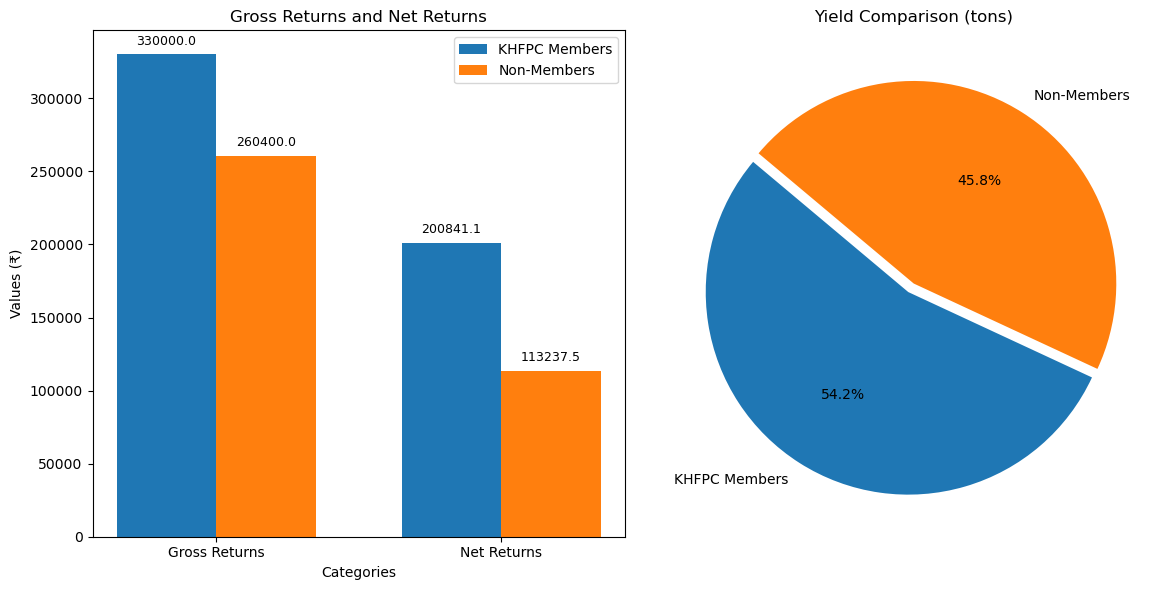 Gross Returns and Net Returns
330000.0
260400.0
200841.1
113237.5
KHFPC Members
Non-Members
300000
250000
200000
150000
100000
50000
0
Values (₹)
Gross Returns
Net Returns
Categories
Yield Comparison (tons)
Non-Members
45.8%
54.2%
KHFPC Members